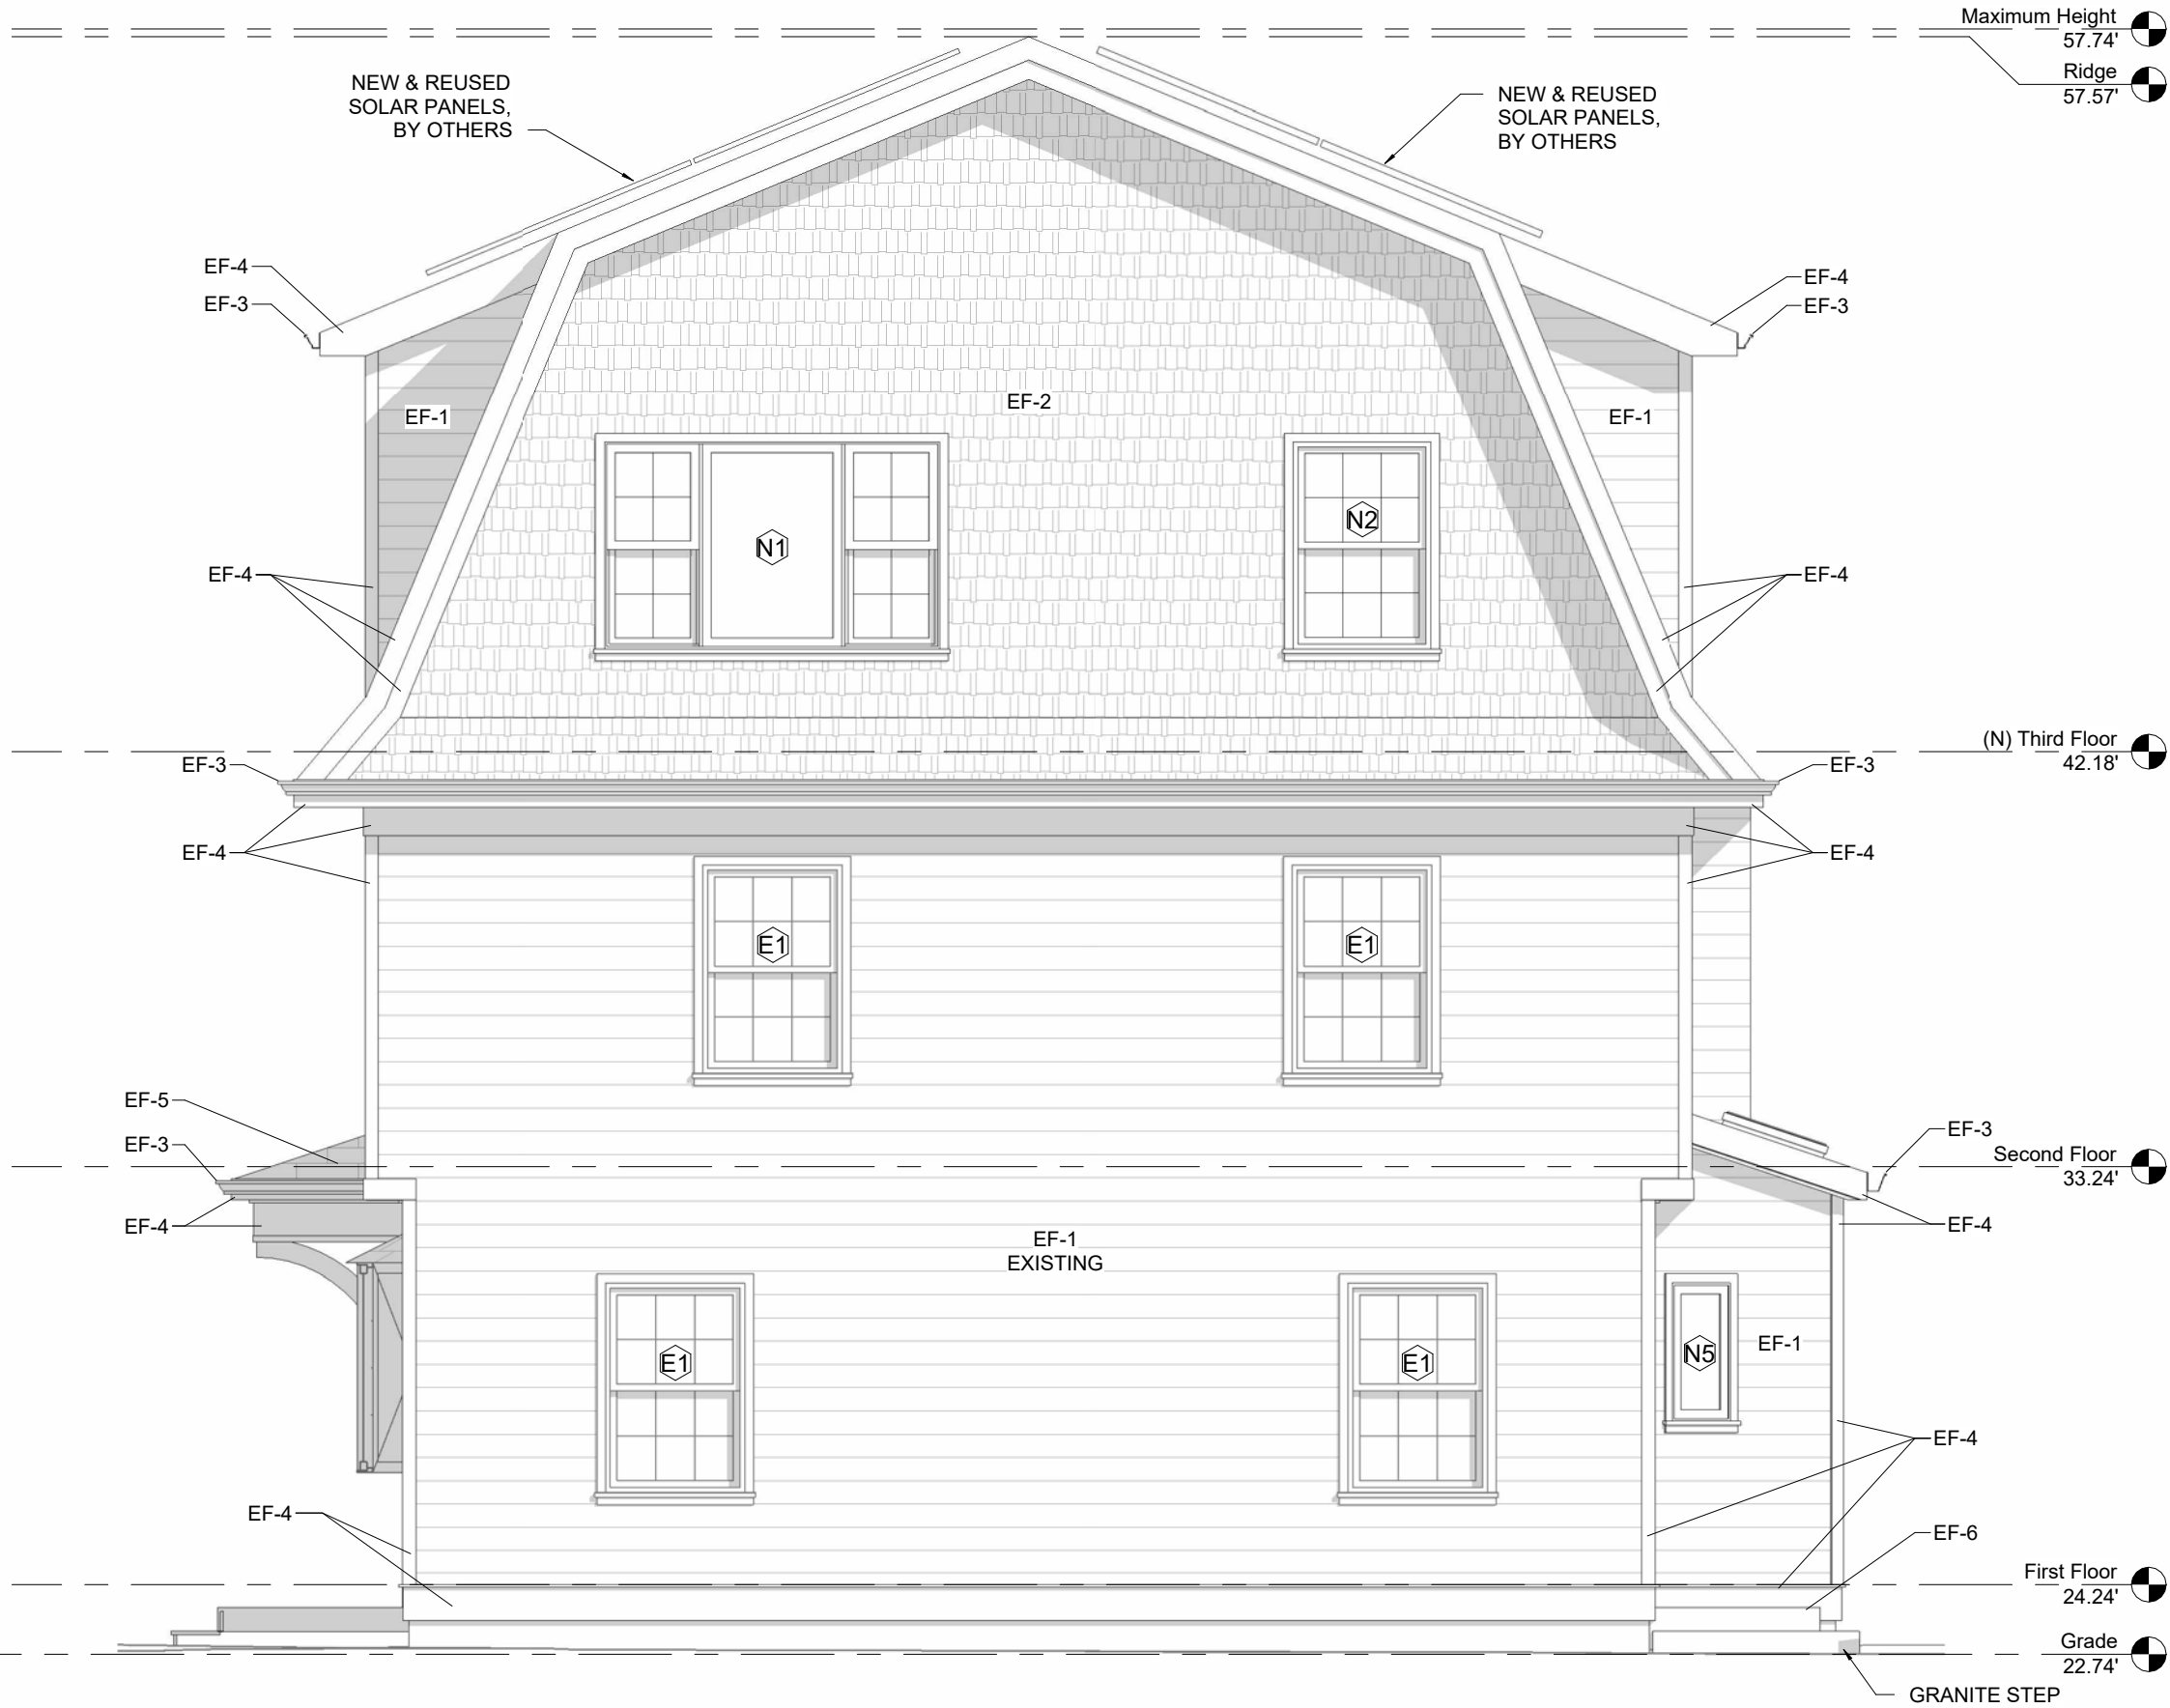 Maximum Height
57.74'
Ridge
57.57'
NEW & REUSED
SOLAR PANELS,
BY OTHERS
NEW & REUSED
SOLAR PANELS,
BY OTHERS
EF-4
EF-3
EF-4
EF-3
EF-1
EF-2
EF-1
N1
N2
EF-4
EF-4
(N) Third Floor
42.18'
EF-3
EF-3
EF-4
EF-4
E1
E1
EF-5
EF-3
EF-4
EF-3
Second Floor
33.24'
EF-4
EF-1
EXISTING
E1
E1
N5
EF-1
EF-4
EF-4
EF-6
First Floor
24.24'
Grade
22.74'
GRANITE STEP